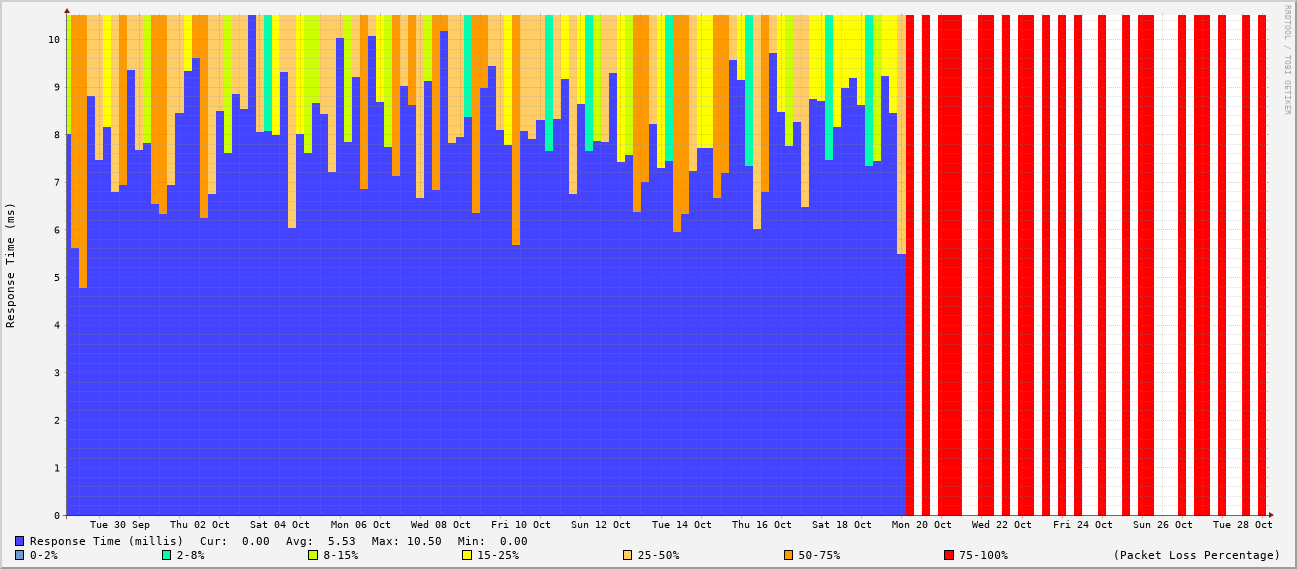 RRDTOOL / TOBI OETIKER
Response Time (ms)
10
9
8
7
6
5
4
3
2
1
0
Tue 30 Sep Thu 02 Oct Sat 04 Oct Mon 06 Oct Wed 08 Oct Fri 10 Oct Sun 12 Oct Tue 14 Oct Thu 16 Oct Sat 18 Oct Mon 20 Oct Wed 22 Oct Fri 24 Oct Sun 26 Oct Tue 28 Oct
Response Time (millis) Cur: 0.00 Avg: 5.53 Max: 10.50 Min: 0.00
0-2% 2-8% 8-15% 15-25% 25-50% 50-75% 75-100% (Packet Loss Percentage)